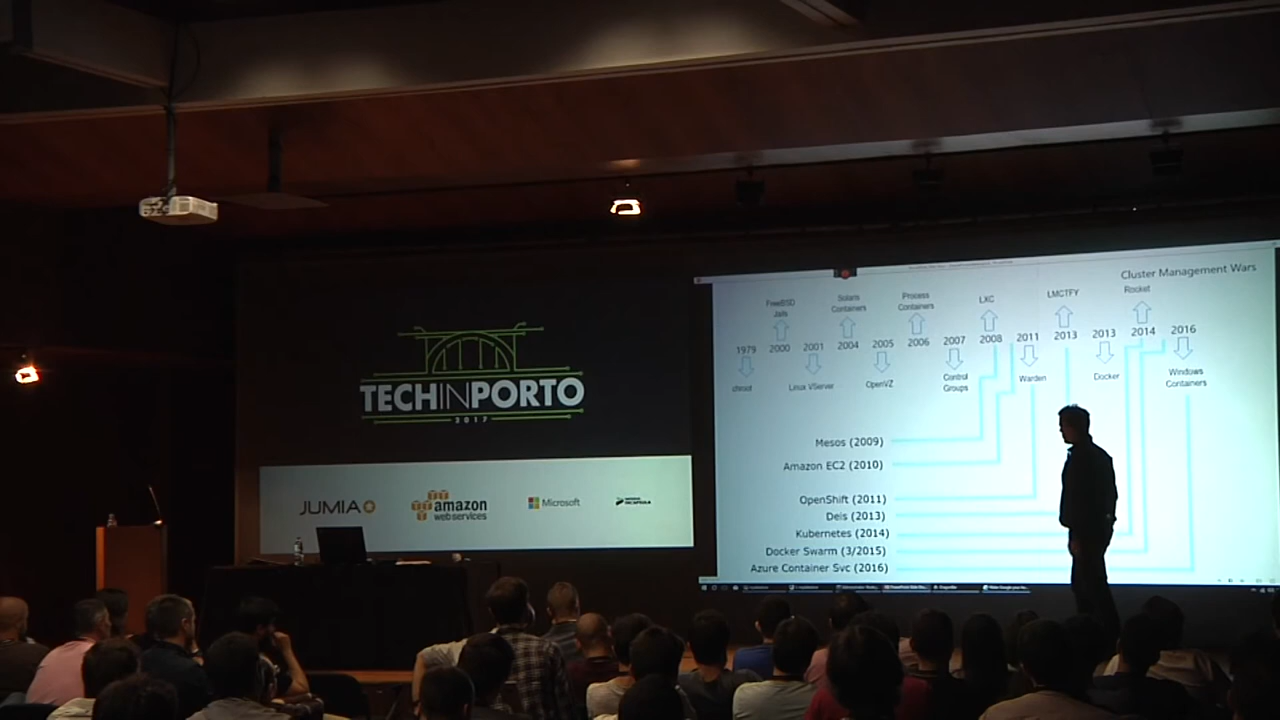 TECHINPORTO
2017
JUMIA
amazon
web services
Microsoft
Cluster Management Wars
FreeBSD
Jails
Solaris
Containers
Process
Containers
LXC
LMCTFY
Rocket
1979
2000
2001
2004
2005
2006
2007
2008
2011
2013
2013
2014
2016
chroot
Linux VServer
OpenVZ
Control
Groups
Warden
Docker
Windows
Containers
Mesos (2009)
Amazon EC2 (2010)
OpenShift (2011)
Deis (2013)
Kubernetes (2014)
Docker Swarm (3/2015)
Azure Container Svc (2016)